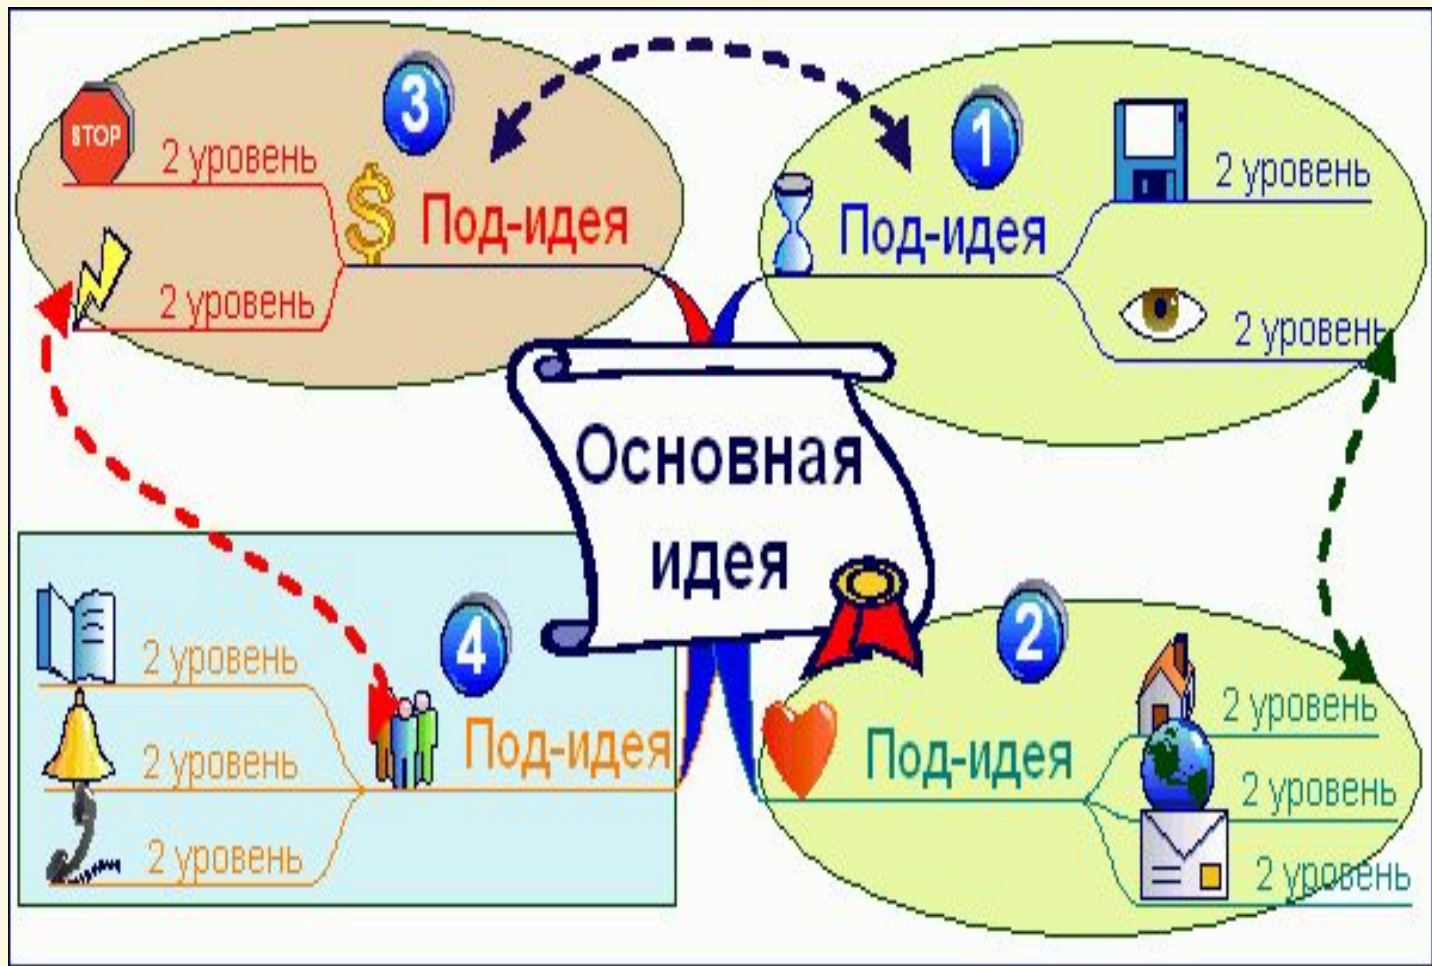 3
STOP
2 уровень
Под-идея
2 уровень
1
2 уровень
Под-идея
2 уровень
Основная
идея
4
2 уровень
Под-идея
2 уровень
2 уровень
2
2 уровень
Под-идея
2 уровень
2 уровень